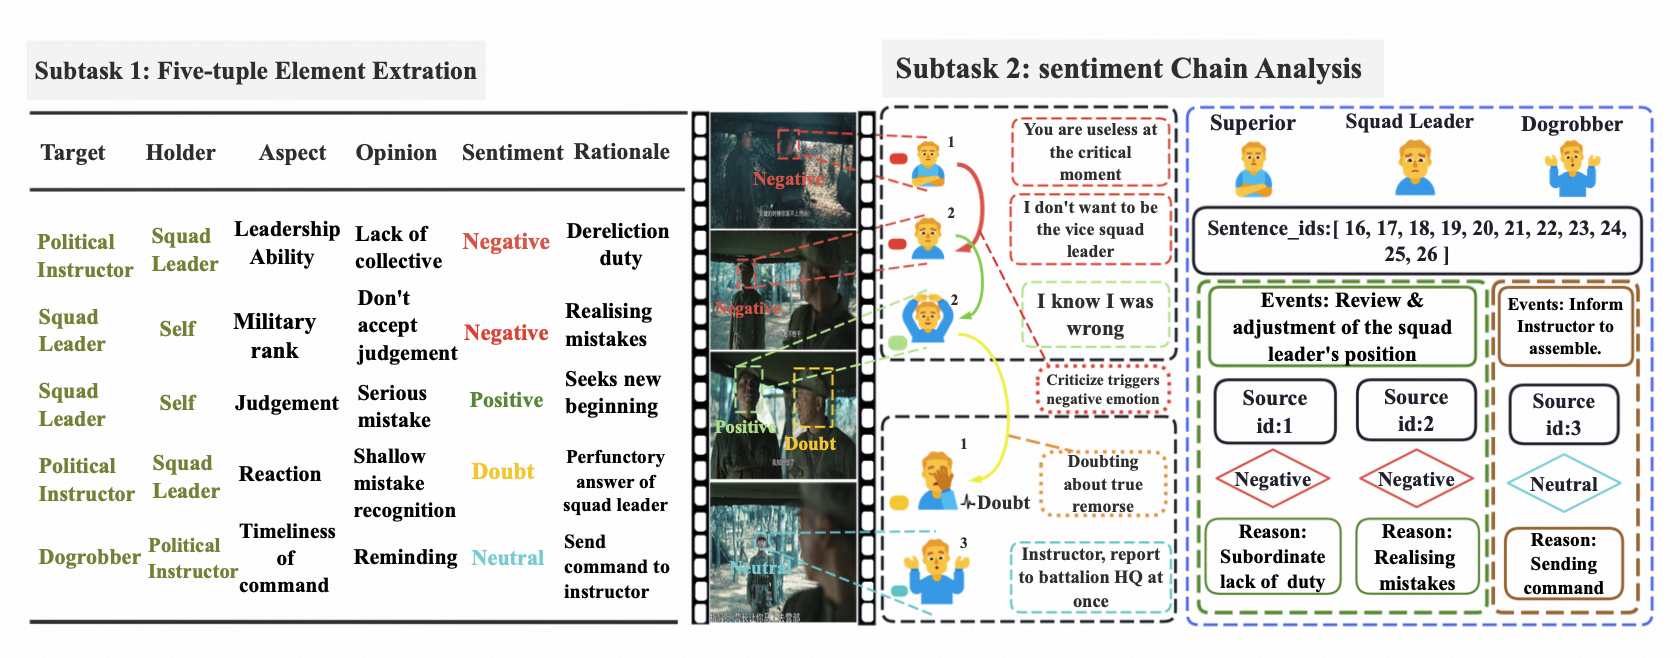 Subtask 1: Five-tuple Element Extration
Target Holder Aspect Opinion Sentiment Rationale
Political
Instructor
Squad
Leader
Leadership
Ability
Lack of
collective
Negative
Dereliction
duty
Squad
Leader
Self
Military
rank
Don't
accept
judgement
Negative
Realising
mistakes
Squad
Leader
Self
Judgement
Serious
mistake
Positive
Seeks new
beginning
Political
Instructor
Squad
Leader
Reaction
Shallow
mistake
recognition
Doubt
Perfunctory
answer of
squad leader
Dogrobber
Political
Instructor
Timeliness
of
command
Reminding
Neutral
Send
command to
instructor
Negative
Negative
Positive
Doubt
Neutral
Subtask 2: sentiment Chain Analysis
1
You are useless at
the critical
moment
2
I don't want to be
the vice squad
leader
2
I know I was
wrong
Criticize triggers
negative emotion
1
Doubt
Doubting
about true
remorse
3
Instructor, report
to battalion HQ at
once
Superior
Squad Leader
Dogrobber
Sentence_ids:[ 16, 17, 18, 19, 20, 21, 22, 23, 24,
25, 26 ]
Events: Review &
adjustment of the squad
leader's position
Events: Inform
Instructor to
assemble.
Source
id:1
Source
id:2
Source
id:3
Negative
Negative
Neutral
Reason:
Subordinate
lack of duty
Reason:
Realising
mistakes
Reason:
Sending
command